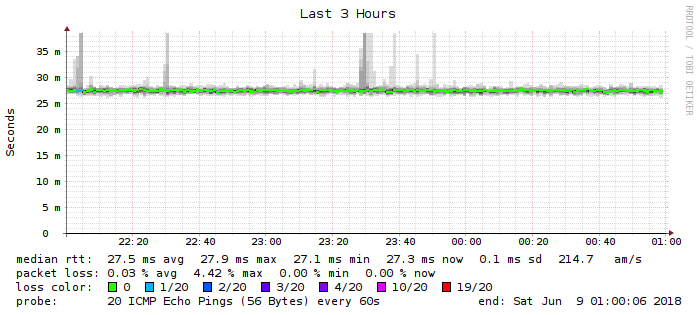 Last 3 Hours
RRDTOOL / TOBI OETIKER
Seconds
35 m
30 m
25 m
20 m
15 m
10 m
5 m
0
22:20 22:40 23:00 23:20 23:40 00:00 00:20 00:40 01:00
median rtt: 27.5 ms avg 27.9 ms max 27.1 ms min 27.3 ms now 0.1 ms sd 214.7 am/s
packet loss: 0.03 % avg 4.42 % max 0.00 % min 0.00 % now
loss color: 0 1/20 2/20 3/20 4/20 10/20 19/20
probe: 20 ICMP Echo Pings (56 Bytes) every 60s end: Sat Jun 9 01:00:06 2018